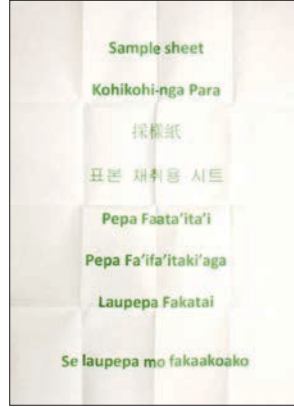 Sample sheet
Kohikohi-nga Para
採樣紙
표본 채취용 시트
Pepa Faata’ita’i
Pepa Fa’ifa’itaki’aga
Laupepa Fakatai
Se laupepa mo fakaakoako